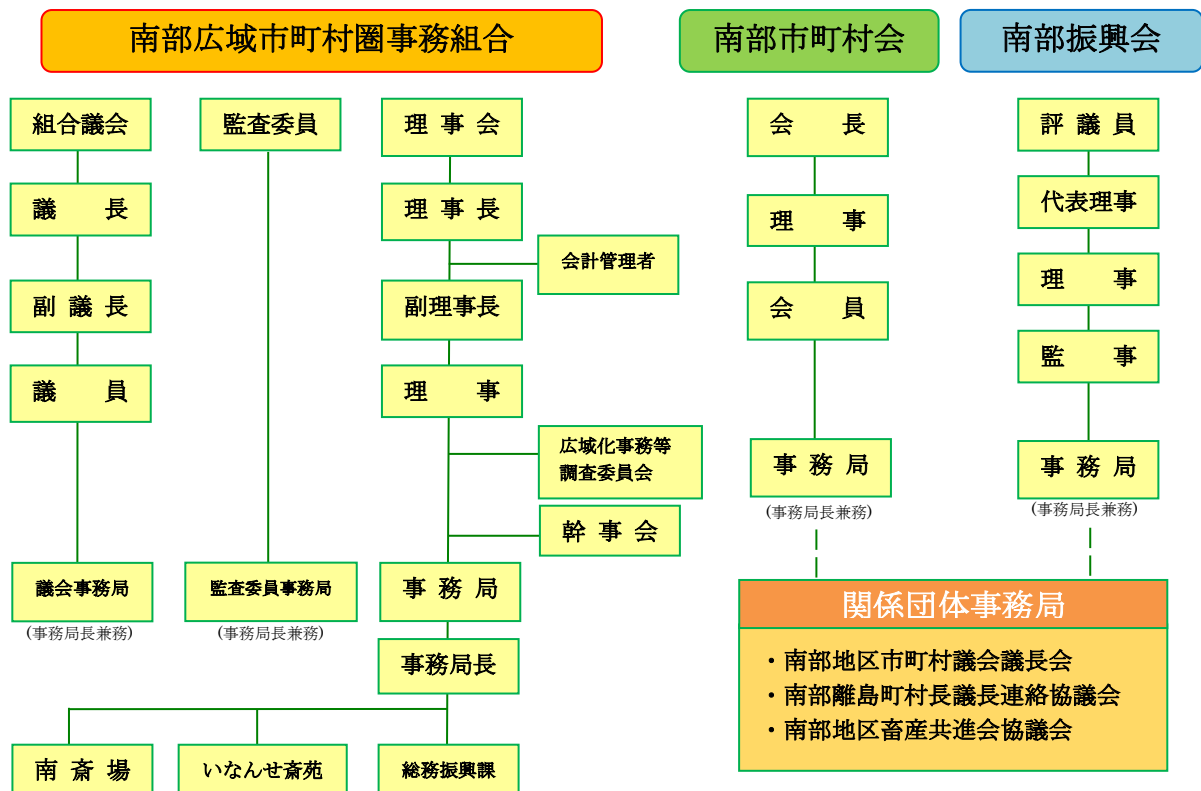 南部広域市町村圏事務組合
組合議会
議長
副議長
議員
議会事務局
(事務局長兼務)
監査委員
監査委員事務局
(事務局長兼務)
理事会
理事長
会計管理者
副理事長
理事
広域化事務等
調査委員会
幹事会
事務局
事務局長
南斎場
いなんせ斎苑
総務振興課
南部市町村会
会長
理事
会員
事務局
(事務局長兼務)
南部振興会
評議員
代表理事
理事
監事
事務局
(事務局長兼務)
関係団体事務局
・南部地区市町村議会議長会
・南部離島町村長議長連絡協議会
・南部地区畜産共進会協議会